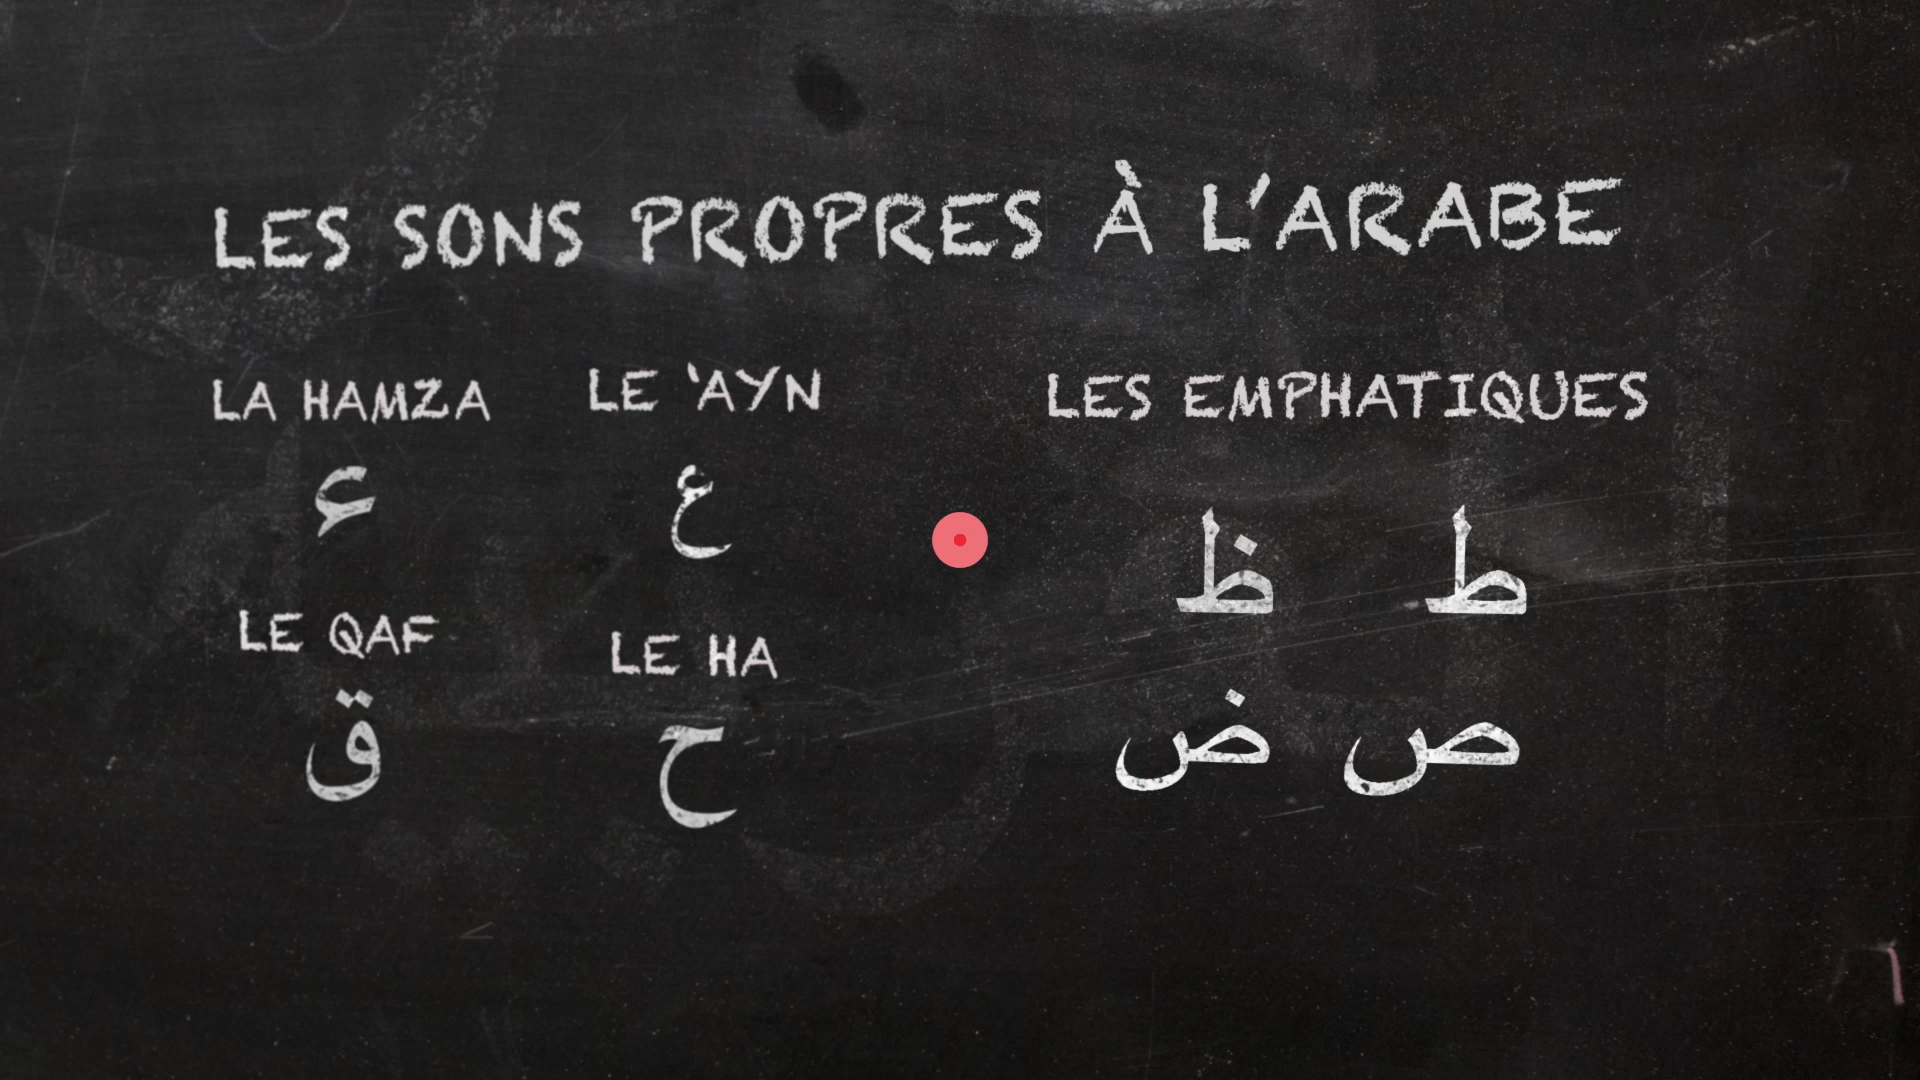 LES SONS PROPRES À L'ARABE
LA HAMZA
ء
LE 'AYN
ع
LE QAF
ق
LE HA
ح
LES EMPHATIQUES
ظ ط
ض ص